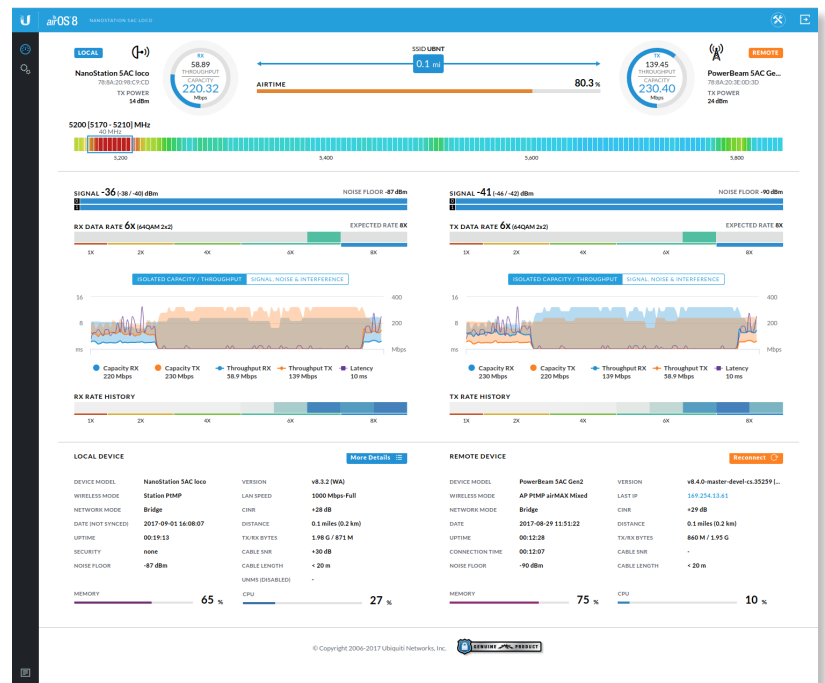 U airOS 8 NANOSTATION 5AC LOCO
LOCAL
NanoStation 5AC loco
78:8A:20:98:C9:CD
TX POWER
14 dBm
RX
58.89
THROUGHPUT
CAPACITY
220.32
Mbps
SSID UBNT
0.1 mi
AIRTIME 80.3 %
TX
139.45
THROUGHPUT
CAPACITY
230.40
Mbps
REMOTE
PowerBeam 5AC Ge...
78:8A:20:3E:0D:3D
TX POWER
24 dBm
5200 [5170 - 5210] MHz
40 MHz
5,200 5,400 5,600 5,800
SIGNAL -36 (-38 / -40) dBm NOISE FLOOR -87 dBm
0
1
RX DATA RATE 6X (64QAM 2x2) EXPECTED RATE 8X
1X 2X 4X 6X 8X
ISOLATED CAPACITY / THROUGHPUT SIGNAL, NOISE & INTERFERENCE
16 400
8 200
ms Mbps
Capacity RX Capacity TX Throughput RX Throughput TX Latency
220 Mbps 230 Mbps 58.9 Mbps 139 Mbps 10 ms
RX RATE HISTORY
1X 2X 4X 6X 8X
SIGNAL -41 (-46 / -42) dBm NOISE FLOOR -90 dBm
0
1
TX DATA RATE 6X (64QAM 2x2) EXPECTED RATE 8X
1X 2X 4X 6X 8X
ISOLATED CAPACITY / THROUGHPUT SIGNAL, NOISE & INTERFERENCE
16 400
8 200
ms Mbps
Capacity RX Capacity TX Throughput RX Throughput TX Latency
230 Mbps 220 Mbps 139 Mbps 58.9 Mbps 10 ms
TX RATE HISTORY
1X 2X 4X 6X 8X
LOCAL DEVICE More Details
DEVICE MODEL NanoStation 5AC loco VERSION v8.3.2 (WA)
WIRELESS MODE Station PtMP LAN SPEED 1000 Mbps-Full
NETWORK MODE Bridge CINR +28 dB
DATE (NOT SYNCED) 2017-09-01 16:08:07 DISTANCE 0.1 miles (0.2 km)
UPTIME 00:19:13 TX/RX BYTES 1.98 G / 871 M
SECURITY none CABLE SNR +30 dB
NOISE FLOOR -87 dBm CABLE LENGTH < 20 m
UNMS (DISABLED) -
MEMORY 65 % CPU 27 %
REMOTE DEVICE Reconnect
DEVICE MODEL PowerBeam 5AC Gen2 VERSION v8.4.0-master-devel-cs.35259 (...
WIRELESS MODE AP PtMP airMAX Mixed LAST IP 169.254.13.61
NETWORK MODE Bridge CINR +29 dB
DATE 2017-08-29 11:51:22 DISTANCE 0.1 miles (0.2 km)
UPTIME 00:12:28 TX/RX BYTES 860 M / 1.95 G
CONNECTION TIME 00:12:07 CABLE SNR -
NOISE FLOOR -90 dBm CABLE LENGTH < 20 m
MEMORY 75 % CPU 10 %
© Copyright 2006-2017 Ubiquiti Networks, Inc. GENUINE PRODUCT